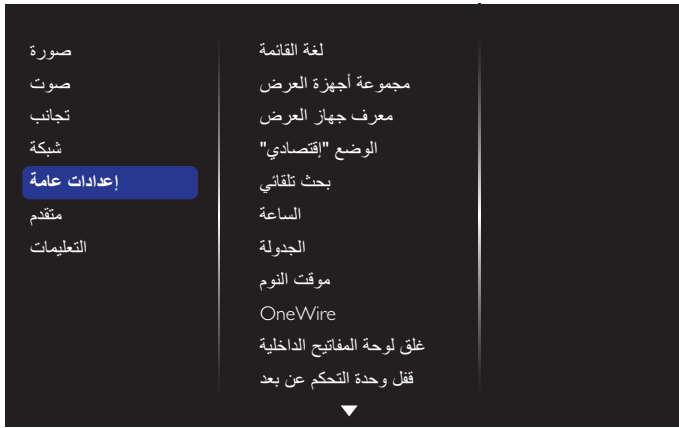 صورة
صوت
تجانب
شبكة
إعدادات عامة
متقدم
التعليمات
لغة القائمة
مجموعة أجهزة العرض
معرف جهاز العرض
الوضع "إقتصادي"
بحث تلقائي
الساعة
الجدولة
موقت النوم
OneWire
غلق لوحة المفاتيح الداخلية
قفل وحدة التحكم عن بعد